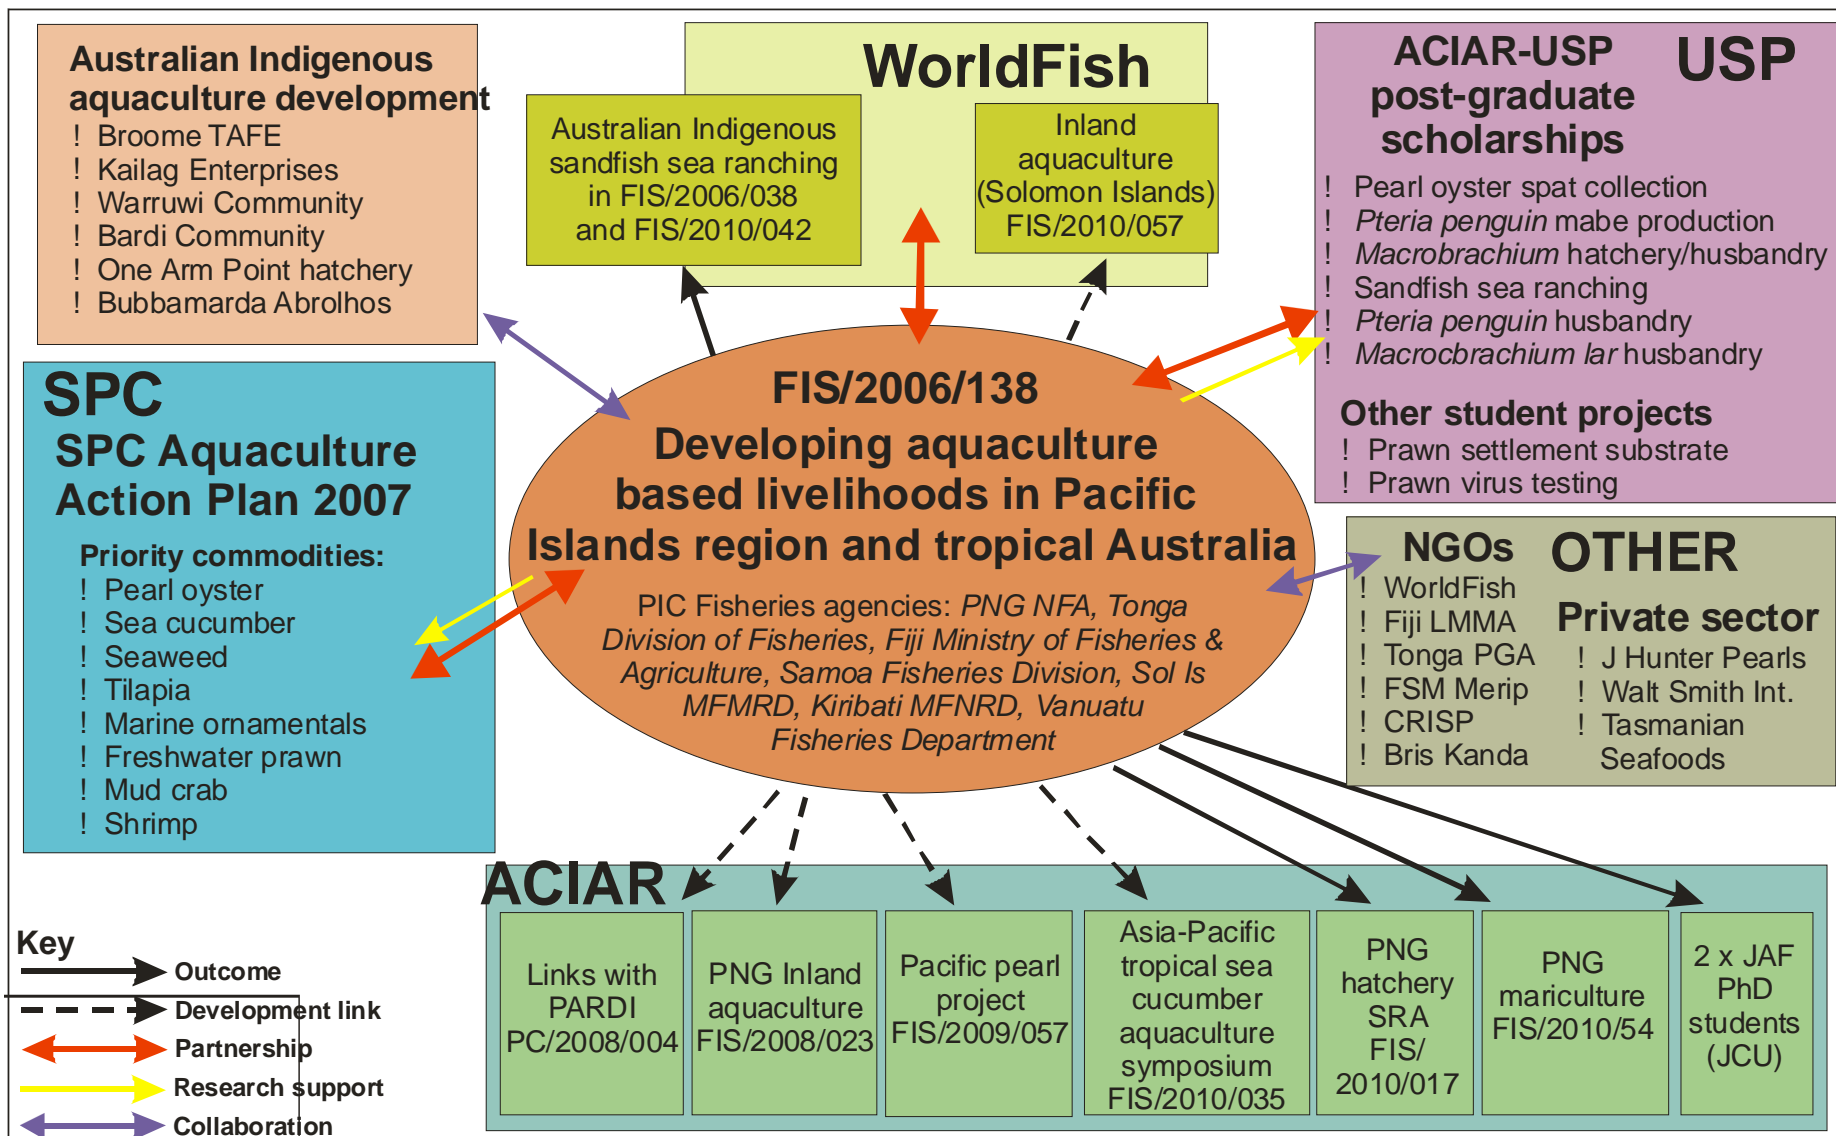 Australian Indigenous
aquaculture development
! Broome TAFE
! Kailag Enterprises
! Warruwi Community
! Bardi Community
! One Arm Point hatchery
! Bubbamarda Abrolhos
WorldFish
Australian Indigenous
sandfish sea ranching
in FIS/2006/038
and FIS/2010/042
Inland
aquaculture
(Solomon Islands)
FIS/2010/057
USP
ACIAR-USP
post-graduate
scholarships
! Pearl oyster spat collection
! Pteria penguin mabe production
! Macrobrachium hatchery/husbandry
! Sandfish sea ranching
! Pteria penguin husbandry
! Macrocbrachium lar husbandry
Other student projects
! Prawn settlement substrate
! Prawn virus testing
SPC
SPC Aquaculture
Action Plan 2007
Priority commodities:
! Pearl oyster
! Sea cucumber
! Seaweed
! Tilapia
! Marine ornamentals
! Freshwater prawn
! Mud crab
! Shrimp
FIS/2006/138
Developing aquaculture
based livelihoods in Pacific
Islands region and tropical Australia
PIC Fisheries agencies: PNG NFA, Tonga
Division of Fisheries, Fiji Ministry of Fisheries &
Agriculture, Samoa Fisheries Division, Sol Is
MFMRD, Kiribati MFNRD, Vanuatu
Fisheries Department
OTHER
NGOs
! WorldFish
! Fiji LMMA
! Tonga PGA
! FSM Merip
! CRISP
! Bris Kanda
Private sector
! J Hunter Pearls
! Walt Smith Int.
! Tasmanian
Seafoods
ACIAR
Links with
PARDI
PC/2008/004
PNG Inland
aquaculture
FIS/2008/023
Pacific pearl
project
FIS/2009/057
Asia-Pacific
tropical sea
cucumber
aquaculture
symposium
FIS/2010/035
PNG
hatchery
SRA
FIS/
2010/017
PNG
mariculture
FIS/2010/54
2 x JAF
PhD
students
(JCU)
Key
Outcome
Development link
Partnership
Research support
Collaboration